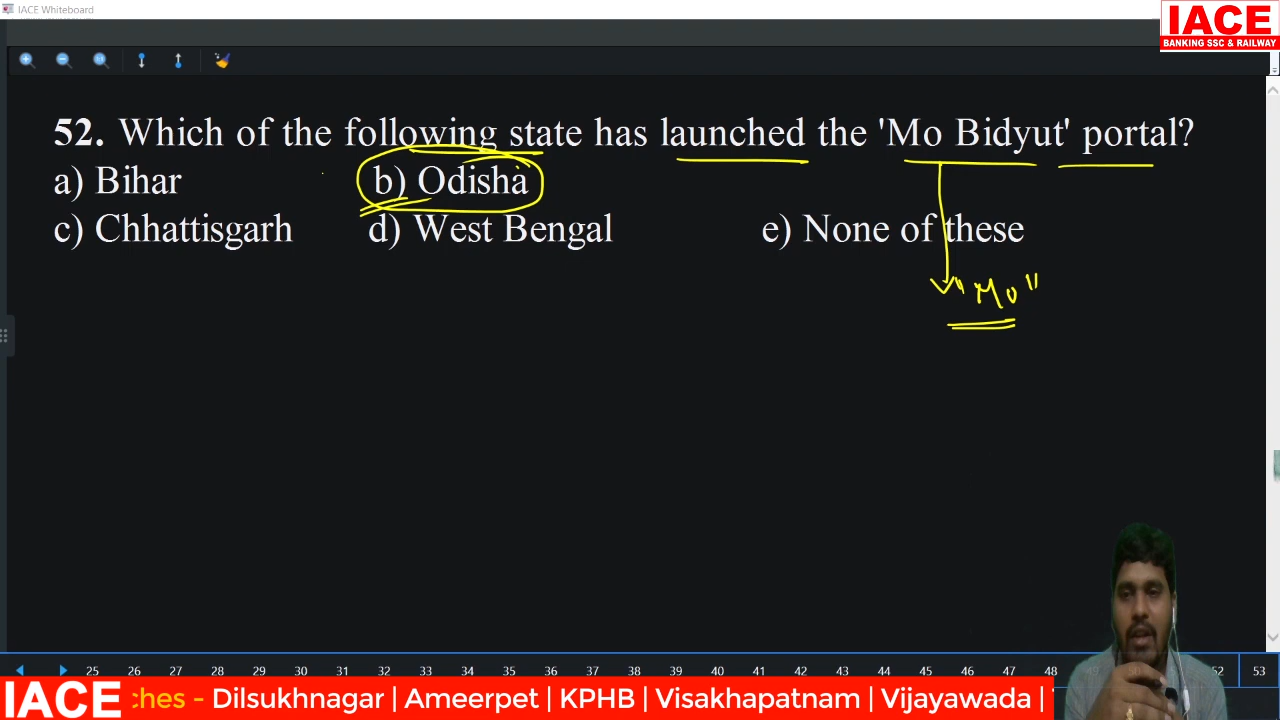 IACE Whiteboard
IACE
BANKING SSC & RAILWAY
52. Which of the following state has launched the 'Mo Bidyut' portal?
a) Bihar b) Odisha
c) Chhattisgarh d) West Bengal e) None of these
"Mo"
25 26 27 28 29 30 31 32 33 34 35 36 37 38 39 40 41 42 43 44 45 46 47 48 52 53
IACE ches - Dilsukhnagar | Ameerpet | KPHB | Visakhapatnam | Vijayawada |